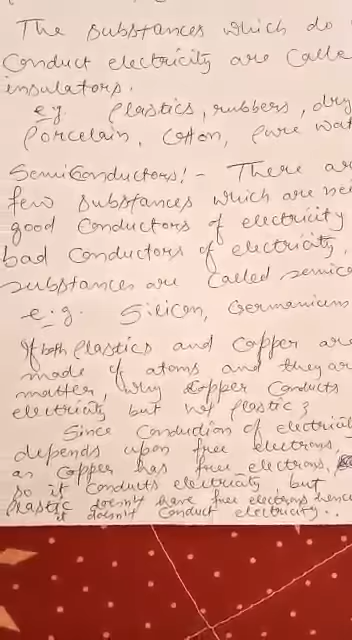 The substances which do
Conduct electricity are Calle
insulators.
e.g. Plastics, rubbers, dry
Porcelain, Cotton, Pure wat
SemiConductors:- There ar
few substances which are nei
good Conductors of electricity
bad conductors of electricity,
substances are Called semic
e.g. Silicon, Germanium
If both Plastics and Copper are
made of atoms and they ar
matter, why Copper Conducts
electricity but not Plastic?
Since Conduction of electrici
depends upon free electrons,
as Copper has free electrons,
so it Conducts electricity, but
Plastic doesn't have free electrons hence
it doesn't Conduct electricity..